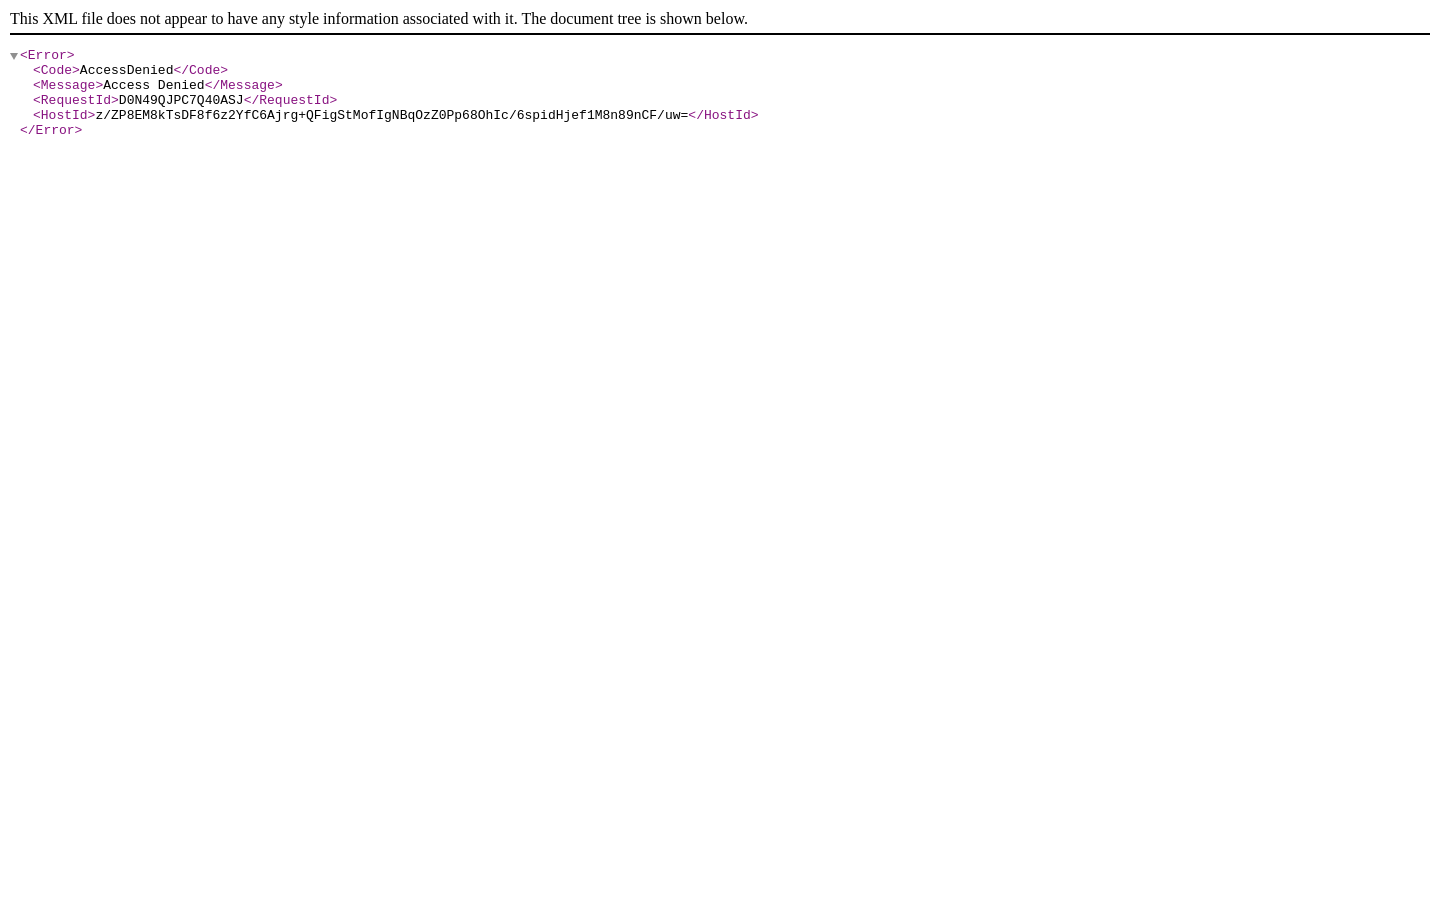 This XML file does not appear to have any style information associated with it. The document tree is shown below.
<Error>
<Code>AccessDenied</Code>
<Message>Access Denied</Message>
<RequestId>D0N49QJPC7Q40ASJ</RequestId>
<HostId>z/ZP8EM8kTsDF8f6z2YfC6Ajrg+QFigStMofIgNBqOzZ0Pp68OhIc/6spidHjef1M8n89nCF/uw=</HostId>
</Error>